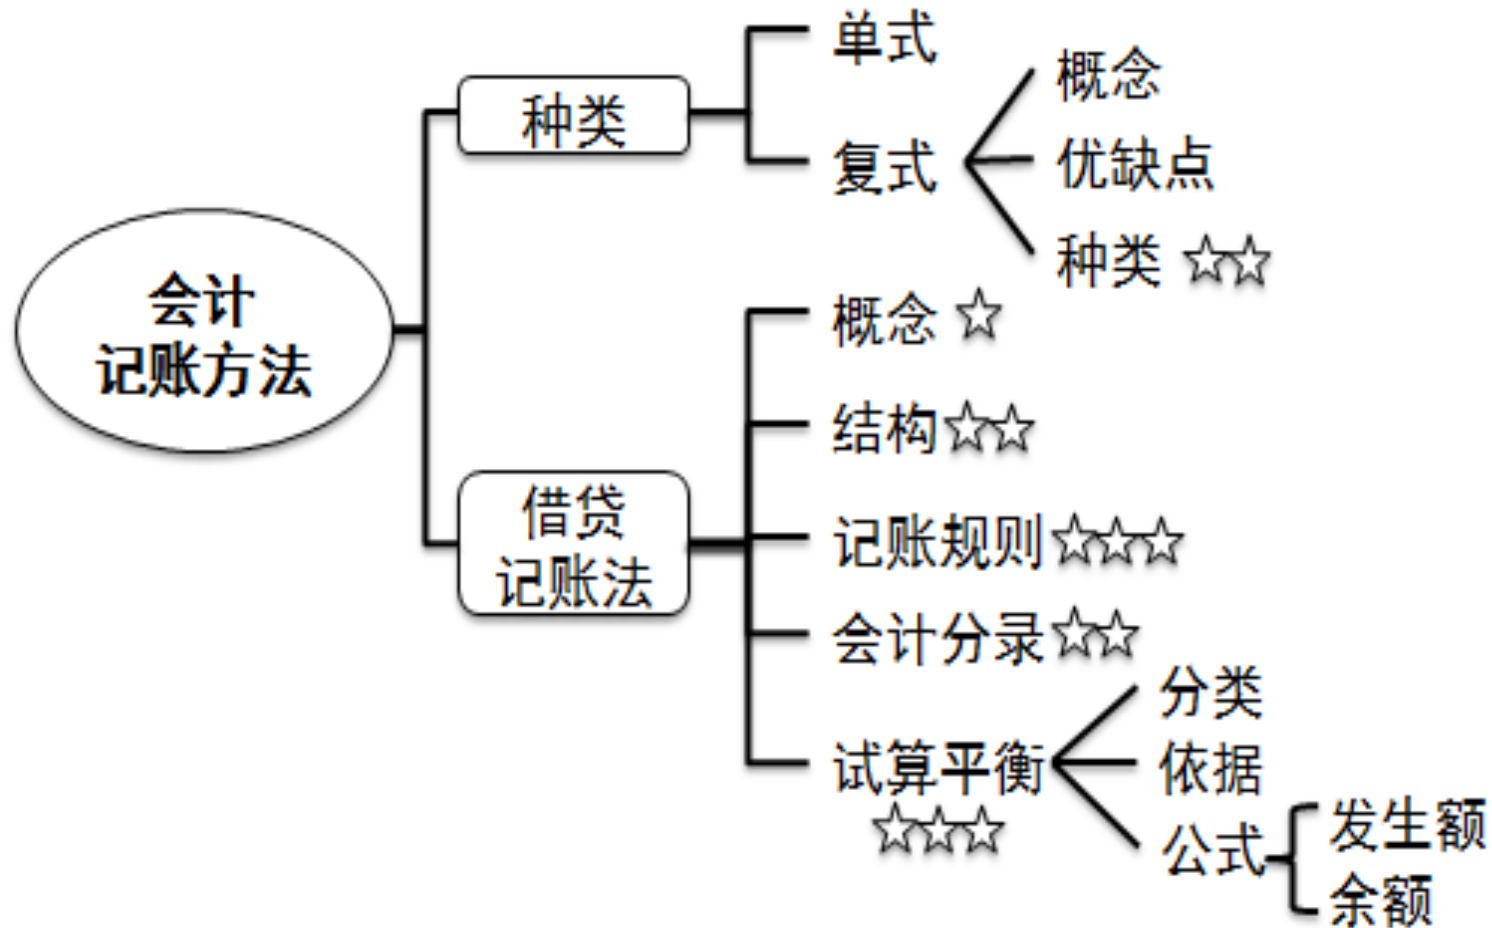 单式
概念
种类
复式
优缺点
种类 ☆☆
会计
记账方法
概念 ☆
结构☆☆
借贷
记账法
记账规则☆☆☆
会计分录☆☆
分类
试算平衡
☆☆☆
依据
公式
发生额
余额